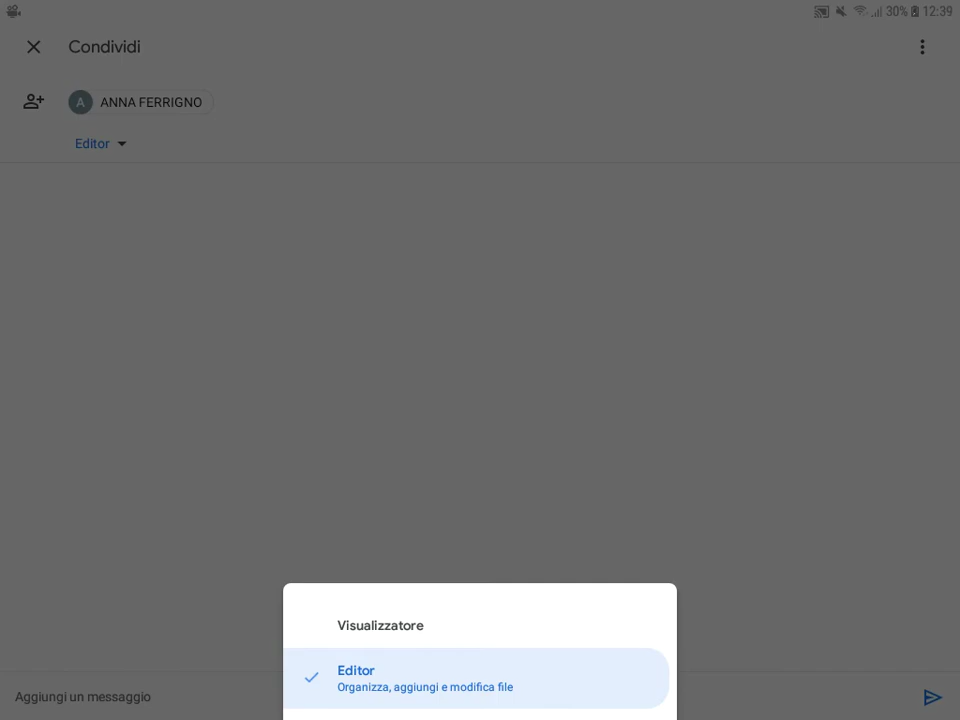 30% 12:39
Condividi
A ANNA FERRIGNO
Editor
Visualizzatore
Editor
Organizza, aggiungi e modifica file
Aggiungi un messaggio